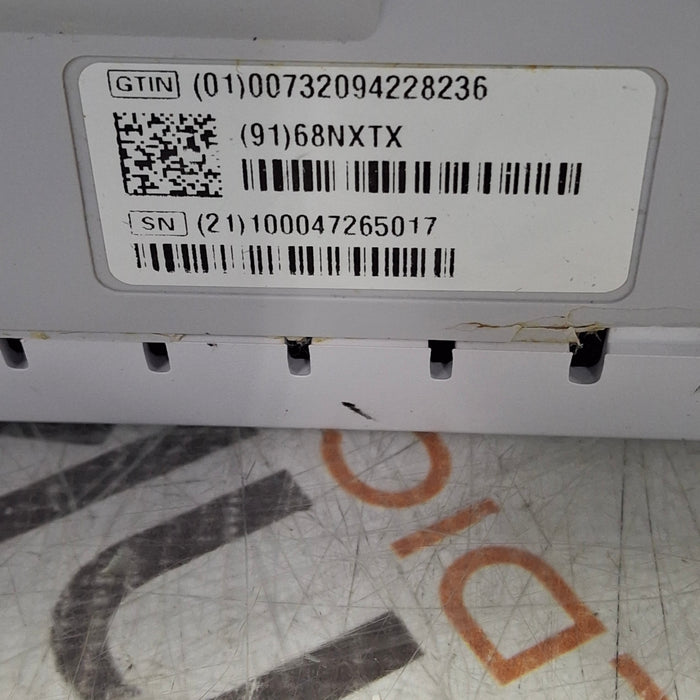 GTIN (01)00732094228236
(91)68NXTX
SN (21)100047265017